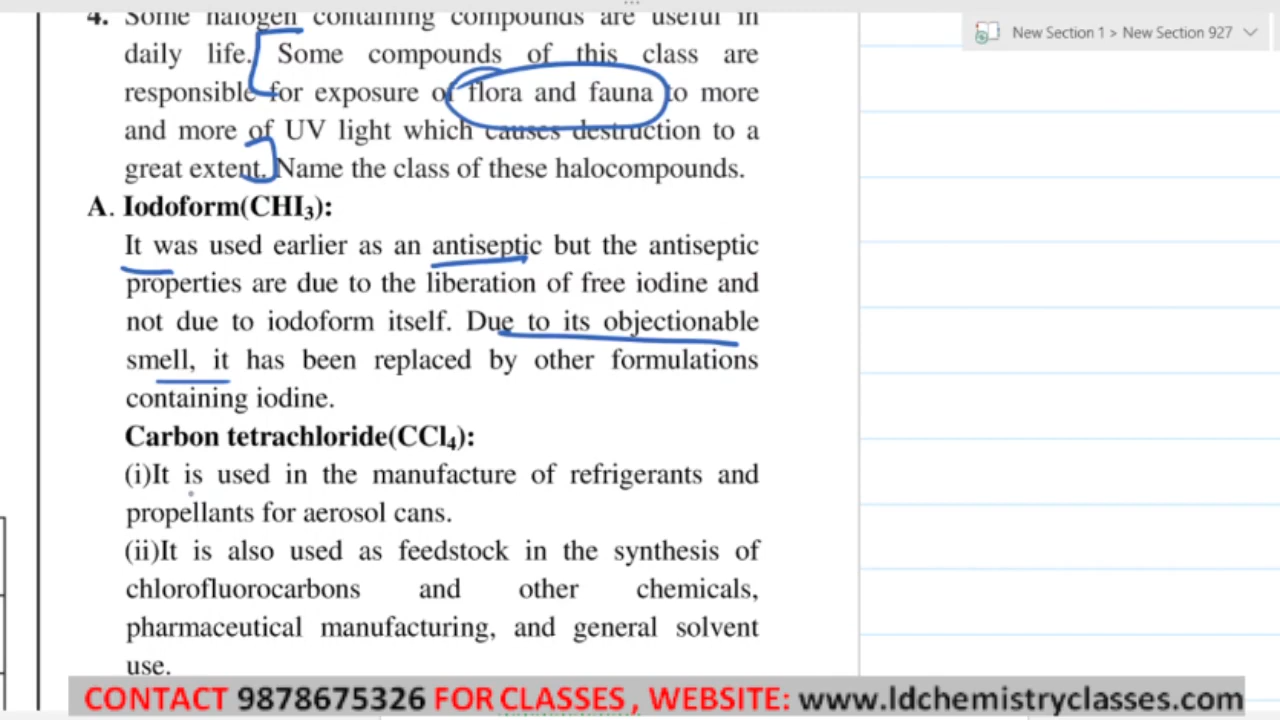 4. Some halogen containing compounds are useful in
daily life. Some compounds of this class are
responsible for exposure of flora and fauna to more
and more of UV light which causes destruction to a
great extent. Name the class of these halocompounds.
A. Iodoform(CHI₃):
It was used earlier as an antiseptic but the antiseptic
properties are due to the liberation of free iodine and
not due to iodoform itself. Due to its objectionable
smell, it has been replaced by other formulations
containing iodine.
Carbon tetrachloride(CCl₄):
(i)It is used in the manufacture of refrigerants and
propellants for aerosol cans.
(ii)It is also used as feedstock in the synthesis of
chlorofluorocarbons and other chemicals,
pharmaceutical manufacturing, and general solvent
use.
New Section 1 > New Section 927
CONTACT 9878675326 FOR CLASSES , WEBSITE: www.ldchemistryclasses.com